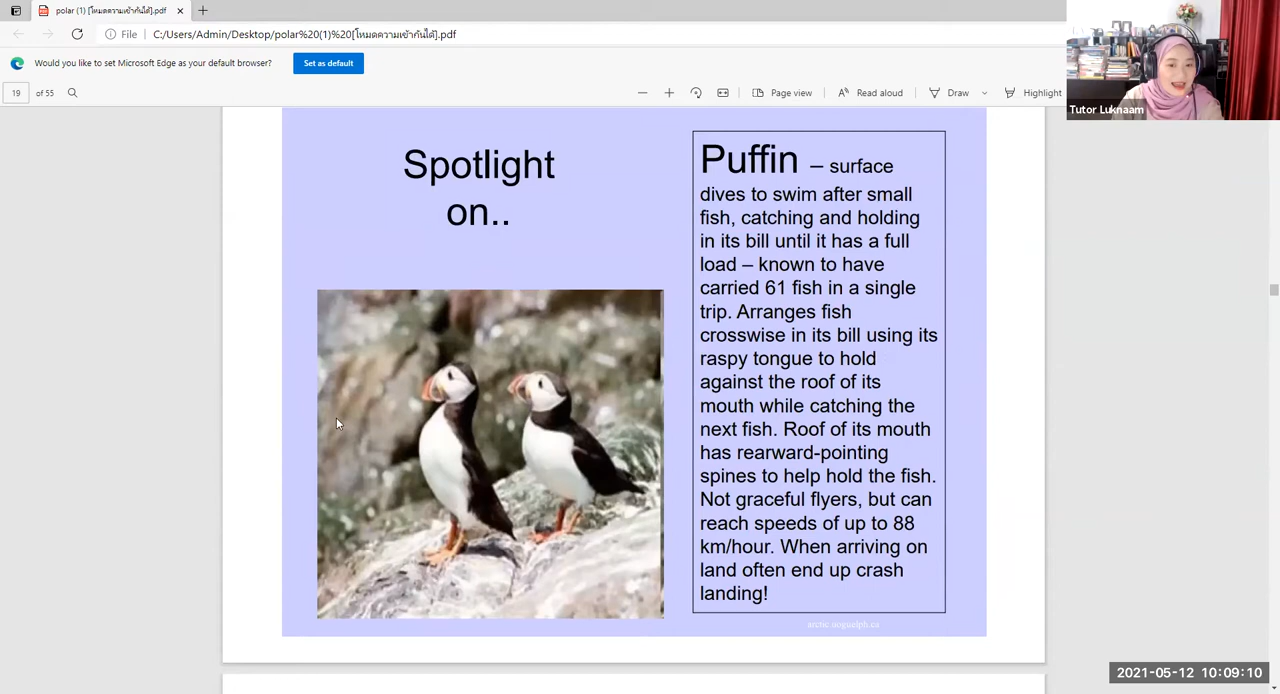 polar (1) [โหมดความเข้ากันได้].pdf
File
C:/Users/Admin/Desktop/polar%20(1)%20[โหมดความเข้ากันได้].pdf
Would you like to set Microsoft Edge as your default browser?
Set as default
19 of 55
Page view
Read aloud
Draw
Highlight
Tutor Luknaam
Spotlight
on..
Puffin – surface
dives to swim after small
fish, catching and holding
in its bill until it has a full
load – known to have
carried 61 fish in a single
trip. Arranges fish
crosswise in its bill using its
raspy tongue to hold
against the roof of its
mouth while catching the
next fish. Roof of its mouth
has rearward-pointing
spines to help hold the fish.
Not graceful flyers, but can
reach speeds of up to 88
km/hour. When arriving on
land often end up crash
landing!
arctic.uoguelph.ca
2021-05-12 10:09:10